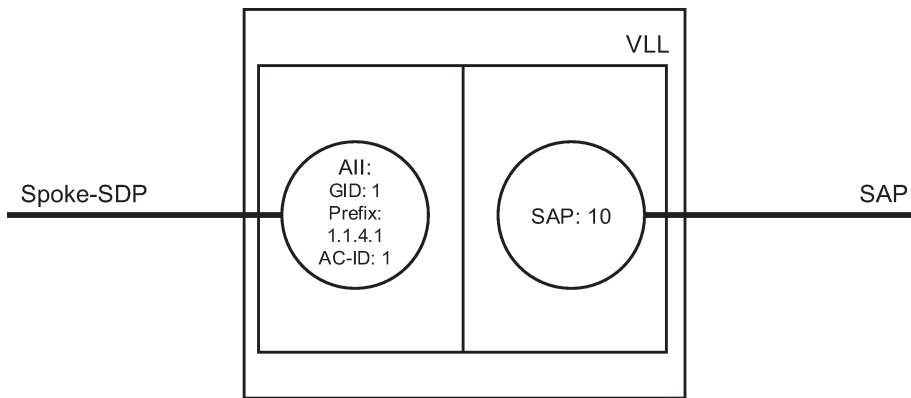 VLL
Spoke-SDP
AII:
GID: 1
Prefix:
1.1.4.1
AC-ID: 1
SAP: 10
SAP